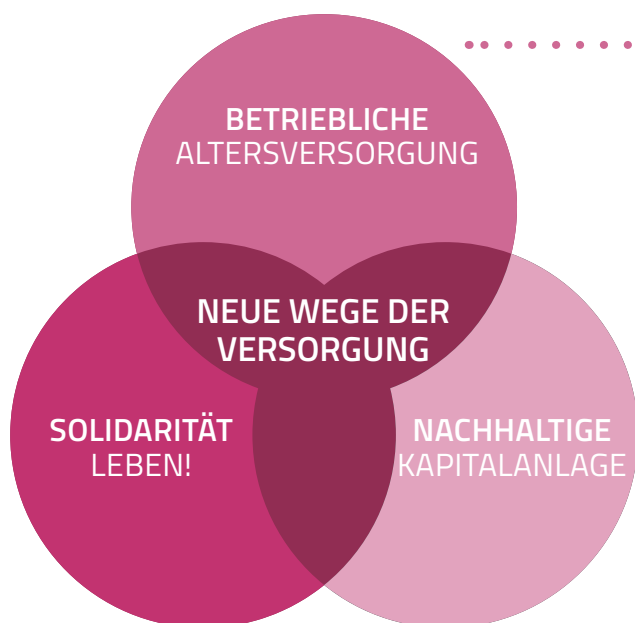 BETRIEBLICHE
ALTERSVERSORGUNG
NEUE WEGE DER
VERSORGUNG
SOLIDARITÄT
LEBEN!
NACHHALTIGE
KAPITALANLAGE